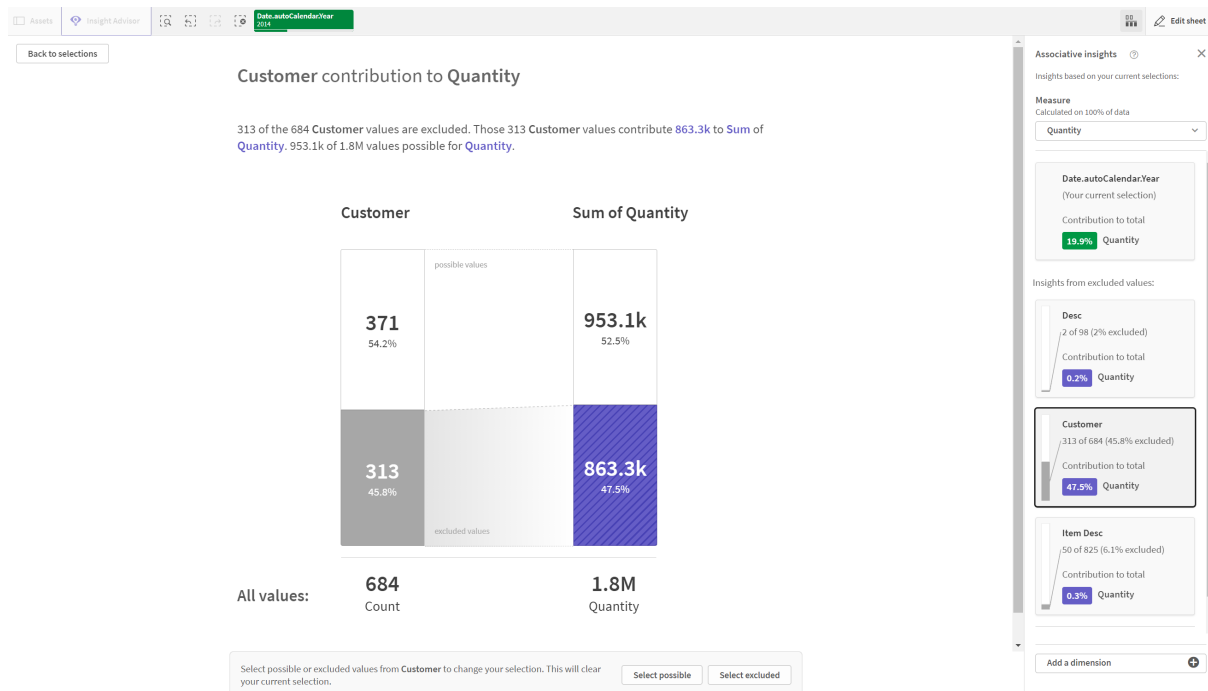 Assets
Insight Advisor
Date.autoCalendar.Year
2014
Edit sheet
Back to selections
Customer contribution to Quantity
313 of the 684 Customer values are excluded. Those 313 Customer values contribute 863.3k to Sum of
Quantity. 953.1k of 1.8M values possible for Quantity.
Customer
Sum of Quantity
possible values
371
54.2%
953.1k
52.5%
313
45.8%
863.3k
47.5%
excluded values
All values:
684
Count
1.8M
Quantity
Select possible or excluded values from Customer to change your selection. This will clear
your current selection.
Select possible
Select excluded
Associative insights
Insights based on your current selections:
Measure
Calculated on 100% of data
Quantity
Date.autoCalendar.Year
(Your current selection)
Contribution to total
19.9% Quantity
Insights from excluded values:
Desc
2 of 98 (2% excluded)
Contribution to total
0.2% Quantity
Customer
313 of 684 (45.8% excluded)
Contribution to total
47.5% Quantity
Item Desc
50 of 825 (6.1% excluded)
Contribution to total
0.3% Quantity
Add a dimension